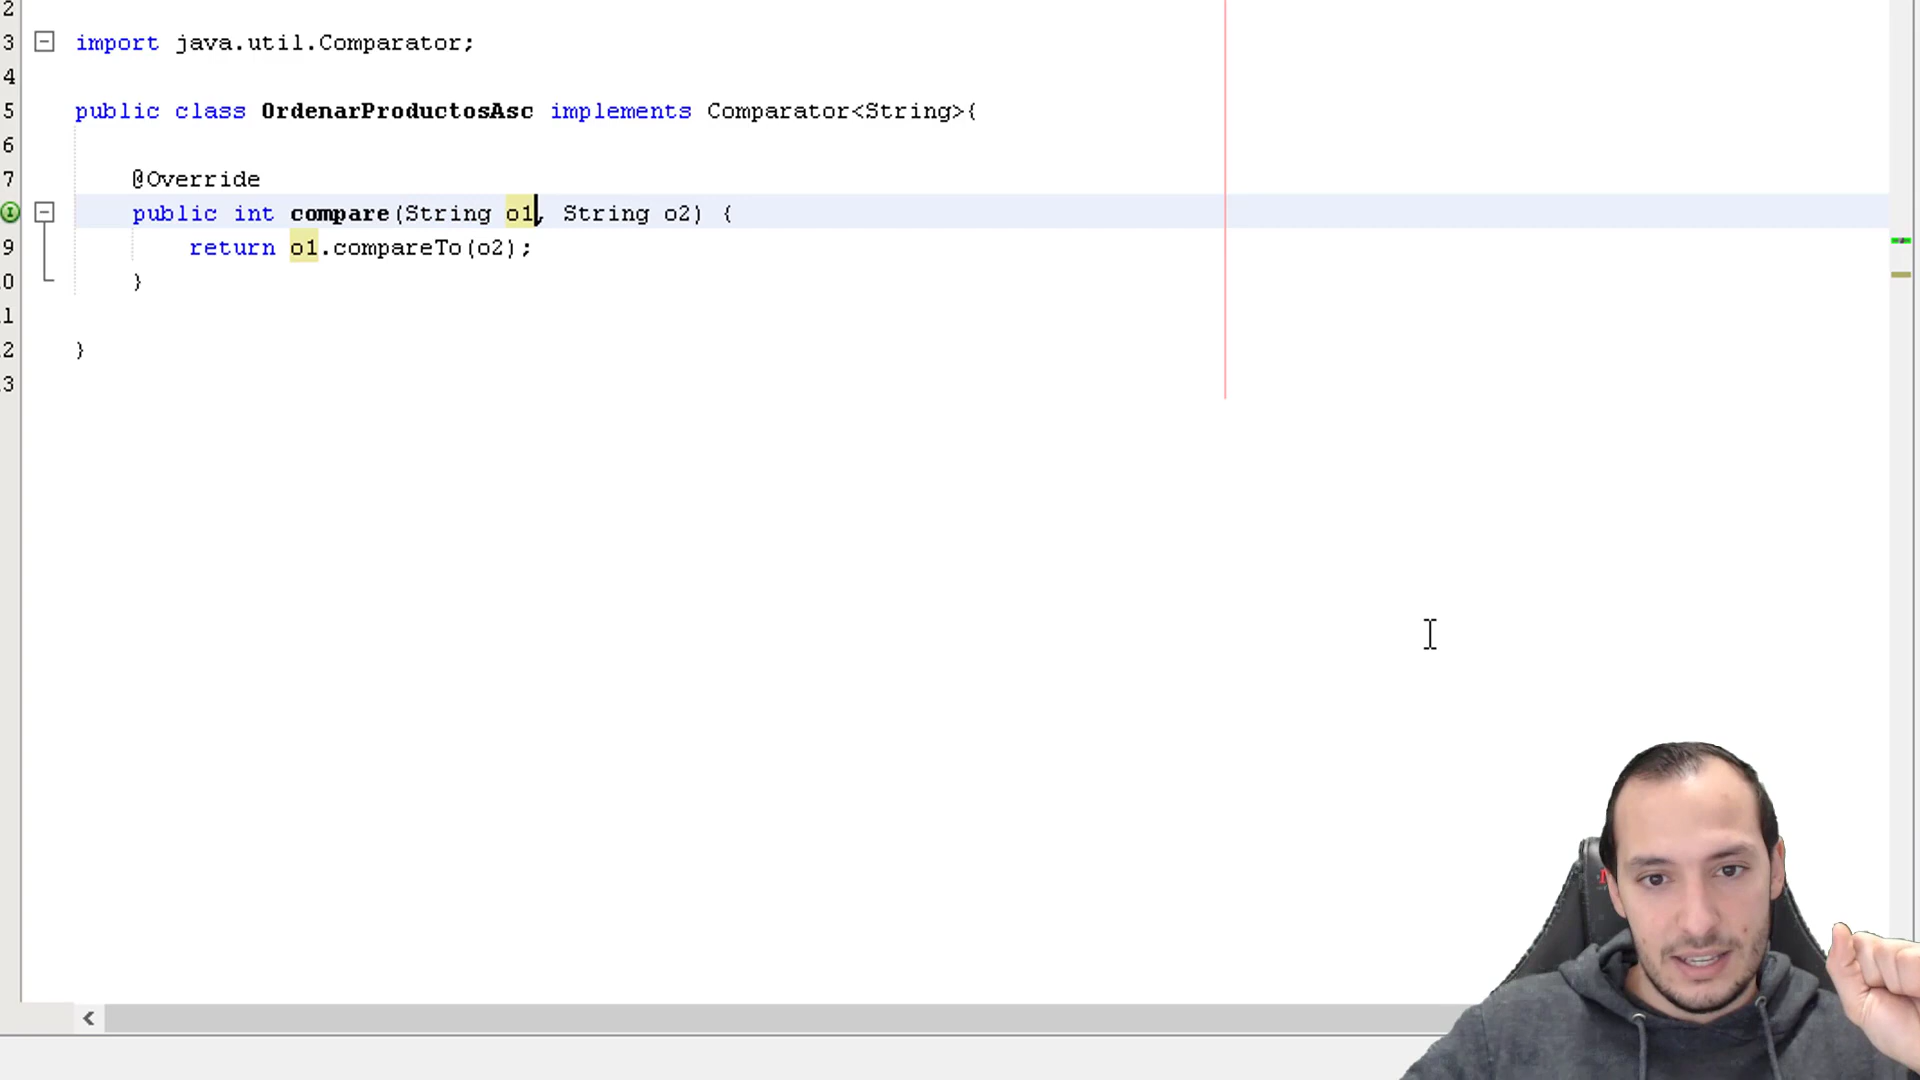 2
3 import java.util.Comparator;
4
5 public class OrdenarProductosAsc implements Comparator<String>{
6
7 @Override
public int compare(String o1, String o2) {
9 return o1.compareTo(o2);
0 }
1
2 }
3